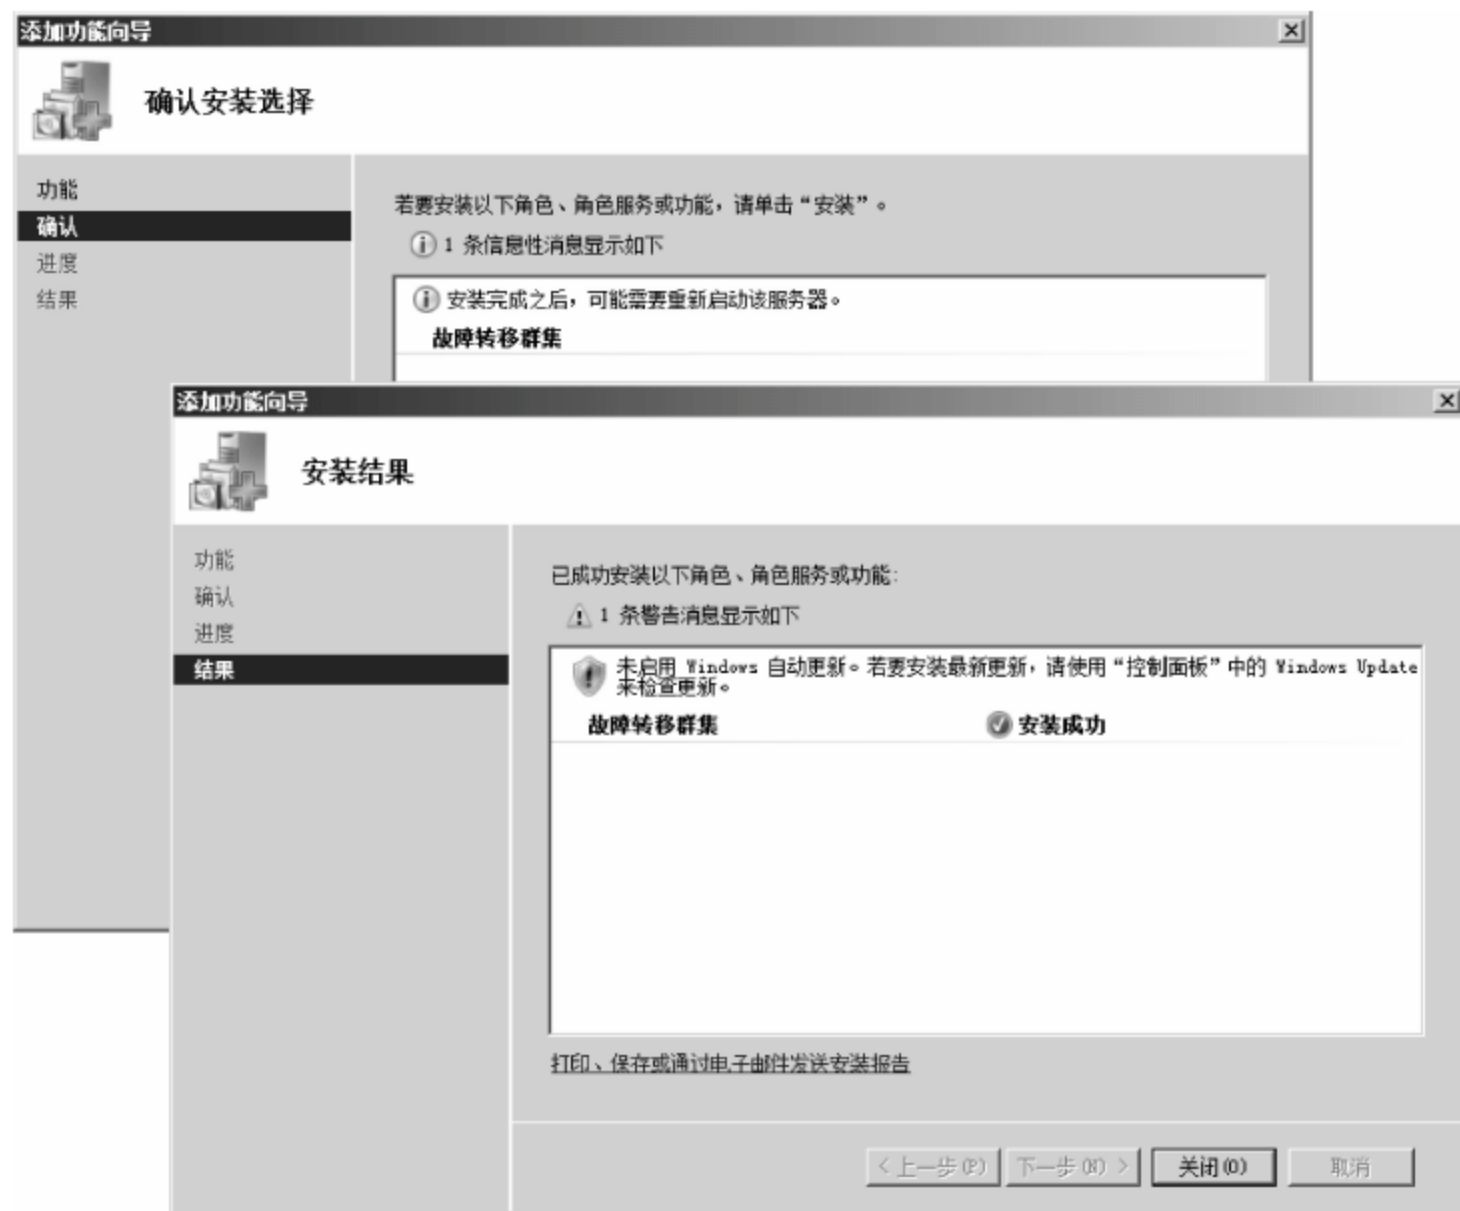 添加功能向导
确认安装选择
功能
确认
进度
结果
若要安装以下角色、角色服务或功能，请单击“安装”。
1 条信息性消息显示如下
安装完成之后，可能需要重新启动该服务器。
故障转移群集
添加功能向导
安装结果
功能
确认
进度
结果
已成功安装以下角色、角色服务或功能:
1 条警告消息显示如下
未启用 Windows 自动更新。若要安装最新更新，请使用“控制面板”中的 Windows Update
来检查更新。
故障转移群集 安装成功
打印、保存或通过电子邮件发送安装报告
< 上一步(P) 下一步(N) > 关闭(O) 取消